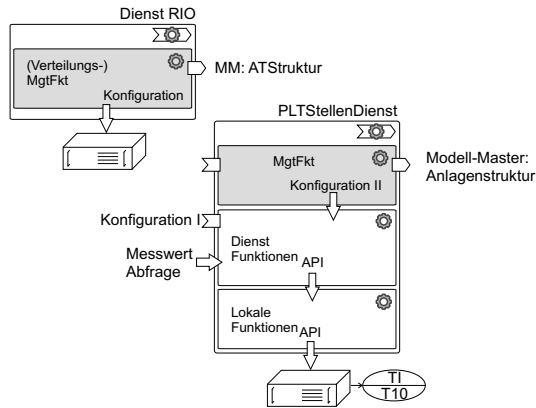 Dienst RIO
(Verteilungs-)
MgtFkt
MM: ATStruktur
Konfiguration
PLTStellenDienst
MgtFkt
Modell-Master:
Anlagenstruktur
Konfiguration II
Konfiguration I
Messwert
Abfrage
Dienst
Funktionen
API
Lokale
Funktionen
API
TI
T10